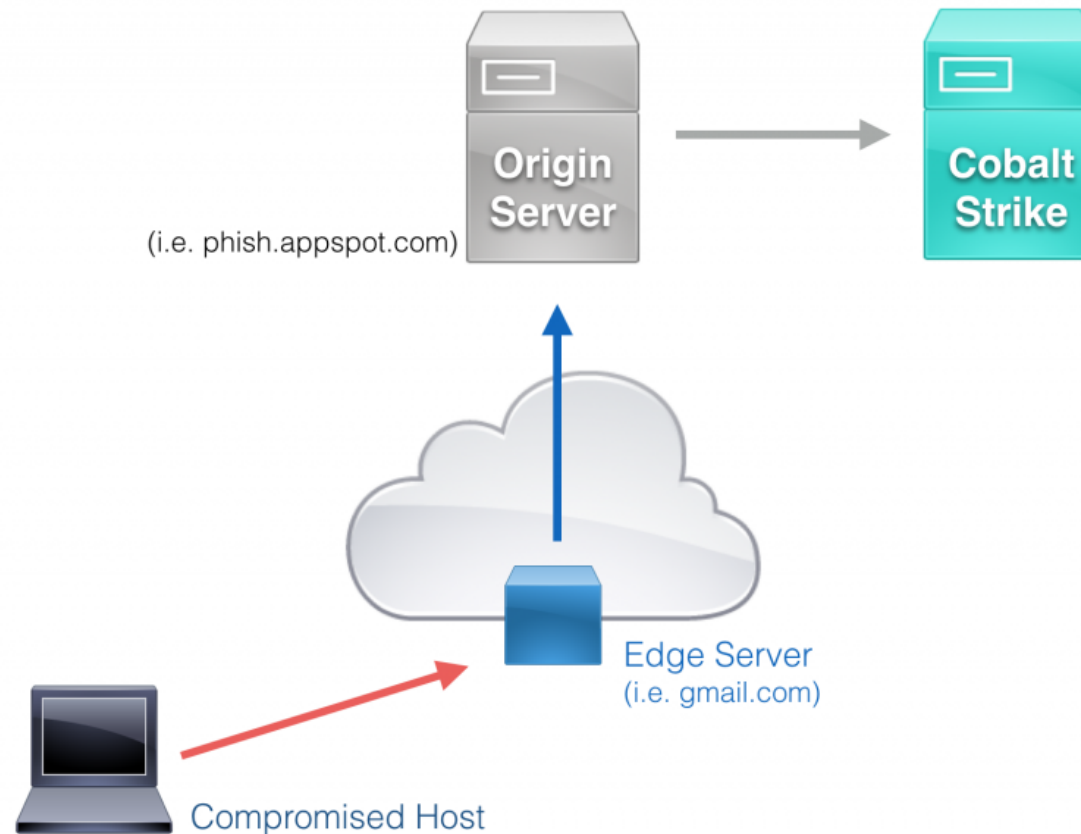 Origin
Server
Cobalt
Strike
(i.e. phish.appspot.com)
Edge Server
(i.e. gmail.com)
Compromised Host